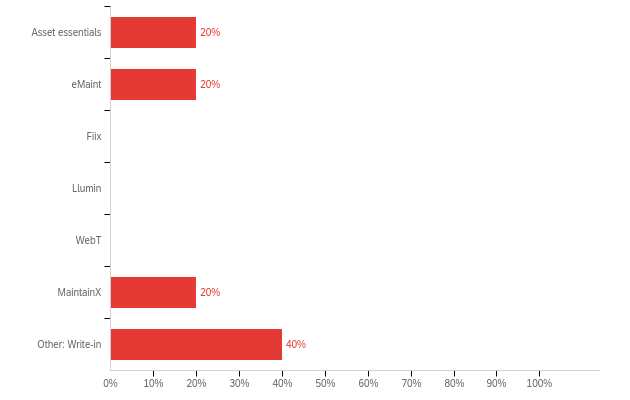 Asset essentials
20%
eMaint
20%
Fiix
Llumin
WebT
MaintainX
20%
Other: Write-in
40%
0% 10% 20% 30% 40% 50% 60% 70% 80% 90% 100%